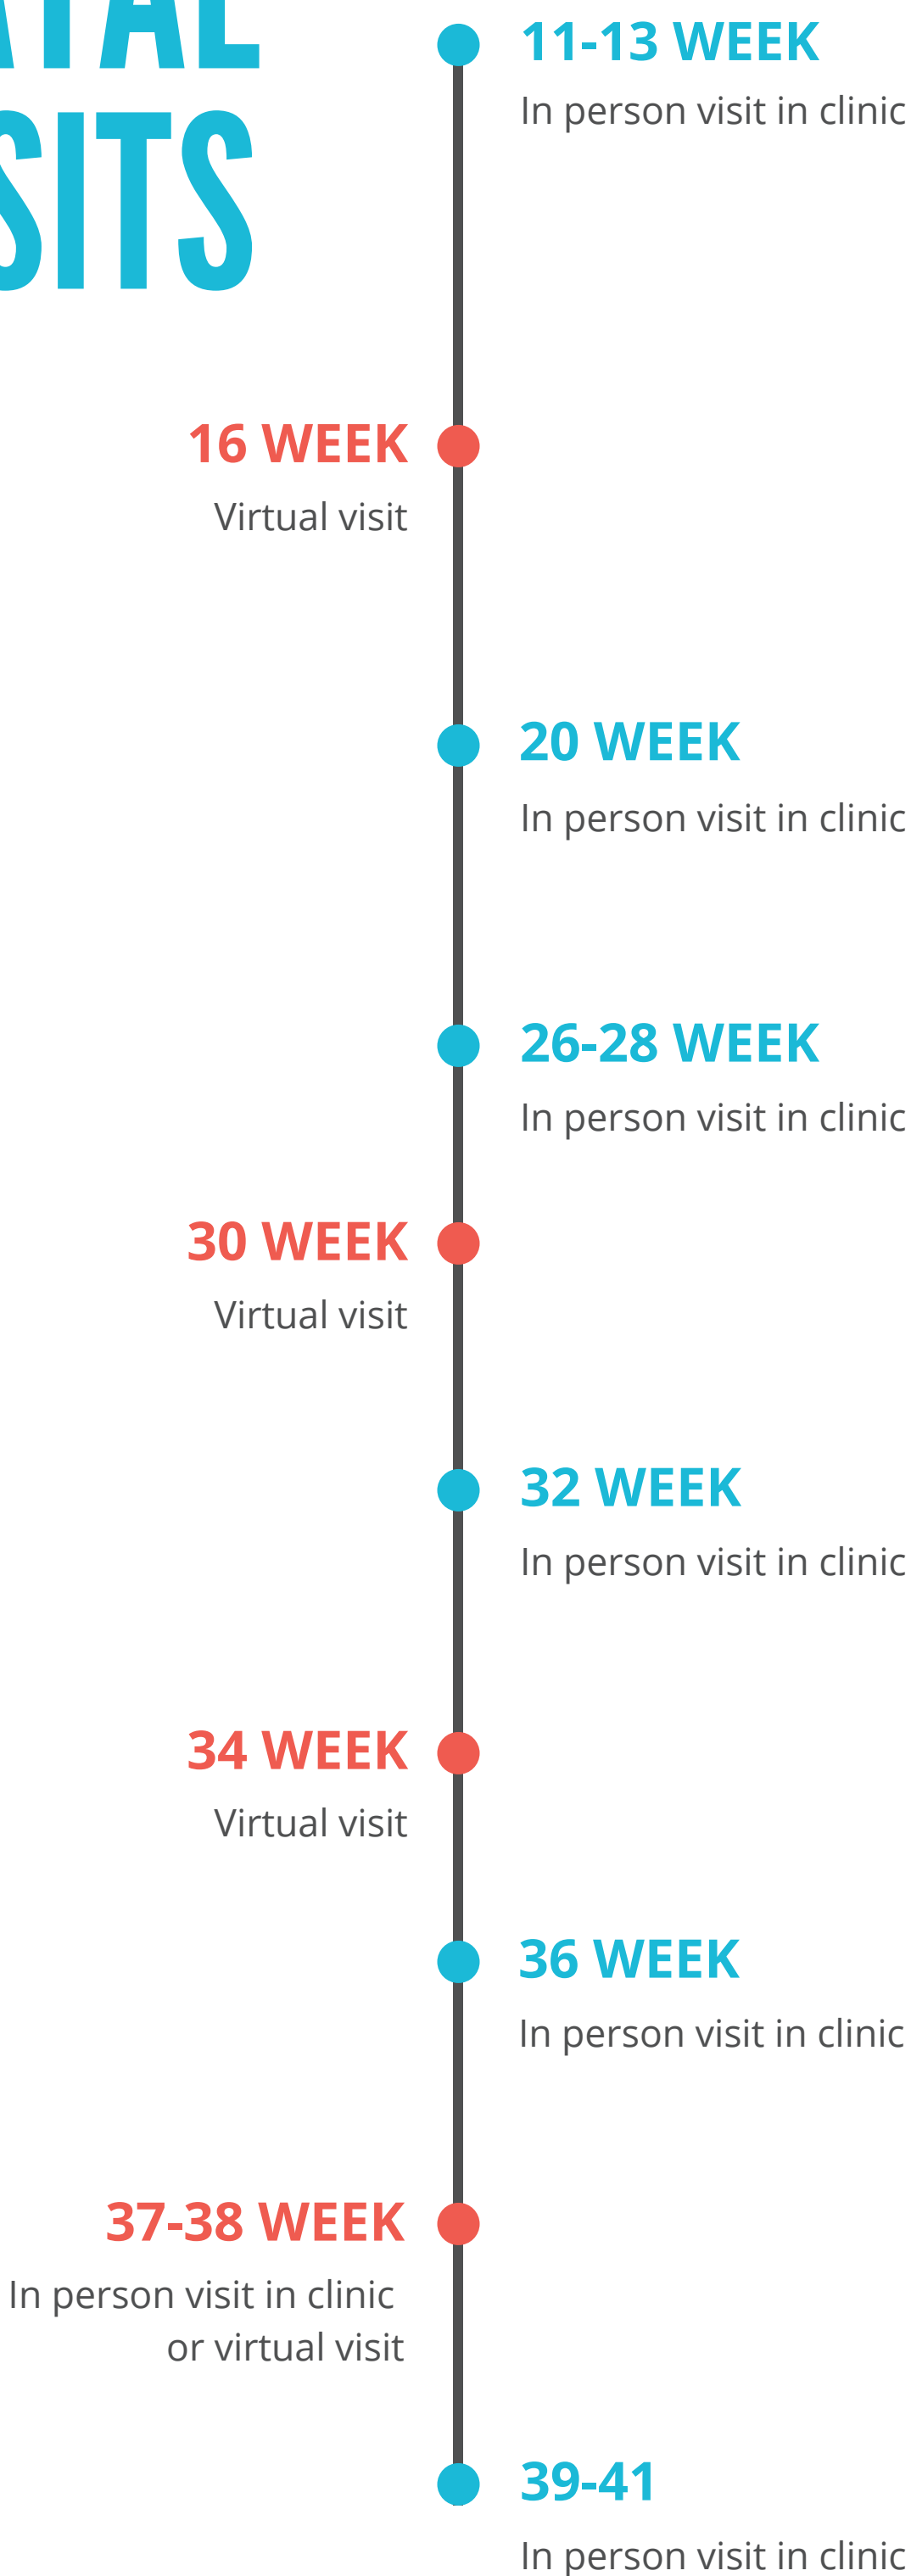 ATAL
SITS
11-13 WEEK
In person visit in clinic
16 WEEK
Virtual visit
20 WEEK
In person visit in clinic
26-28 WEEK
In person visit in clinic
30 WEEK
Virtual visit
32 WEEK
In person visit in clinic
34 WEEK
Virtual visit
36 WEEK
In person visit in clinic
37-38 WEEK
In person visit in clinic
or virtual visit
39-41
In person visit in clinic